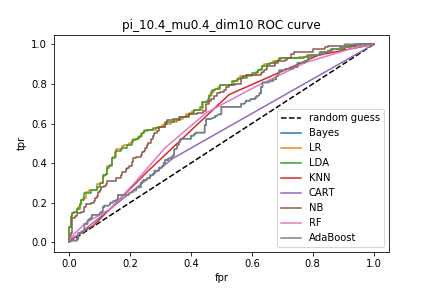 pi_10.4_mu0.4_dim10 ROC curve
1.0
0.8
0.6
0.4
0.2
0.0
tpr
0.0 0.2 0.4 0.6 0.8 1.0
fpr
random guess
Bayes
LR
LDA
KNN
CART
NB
RF
AdaBoost